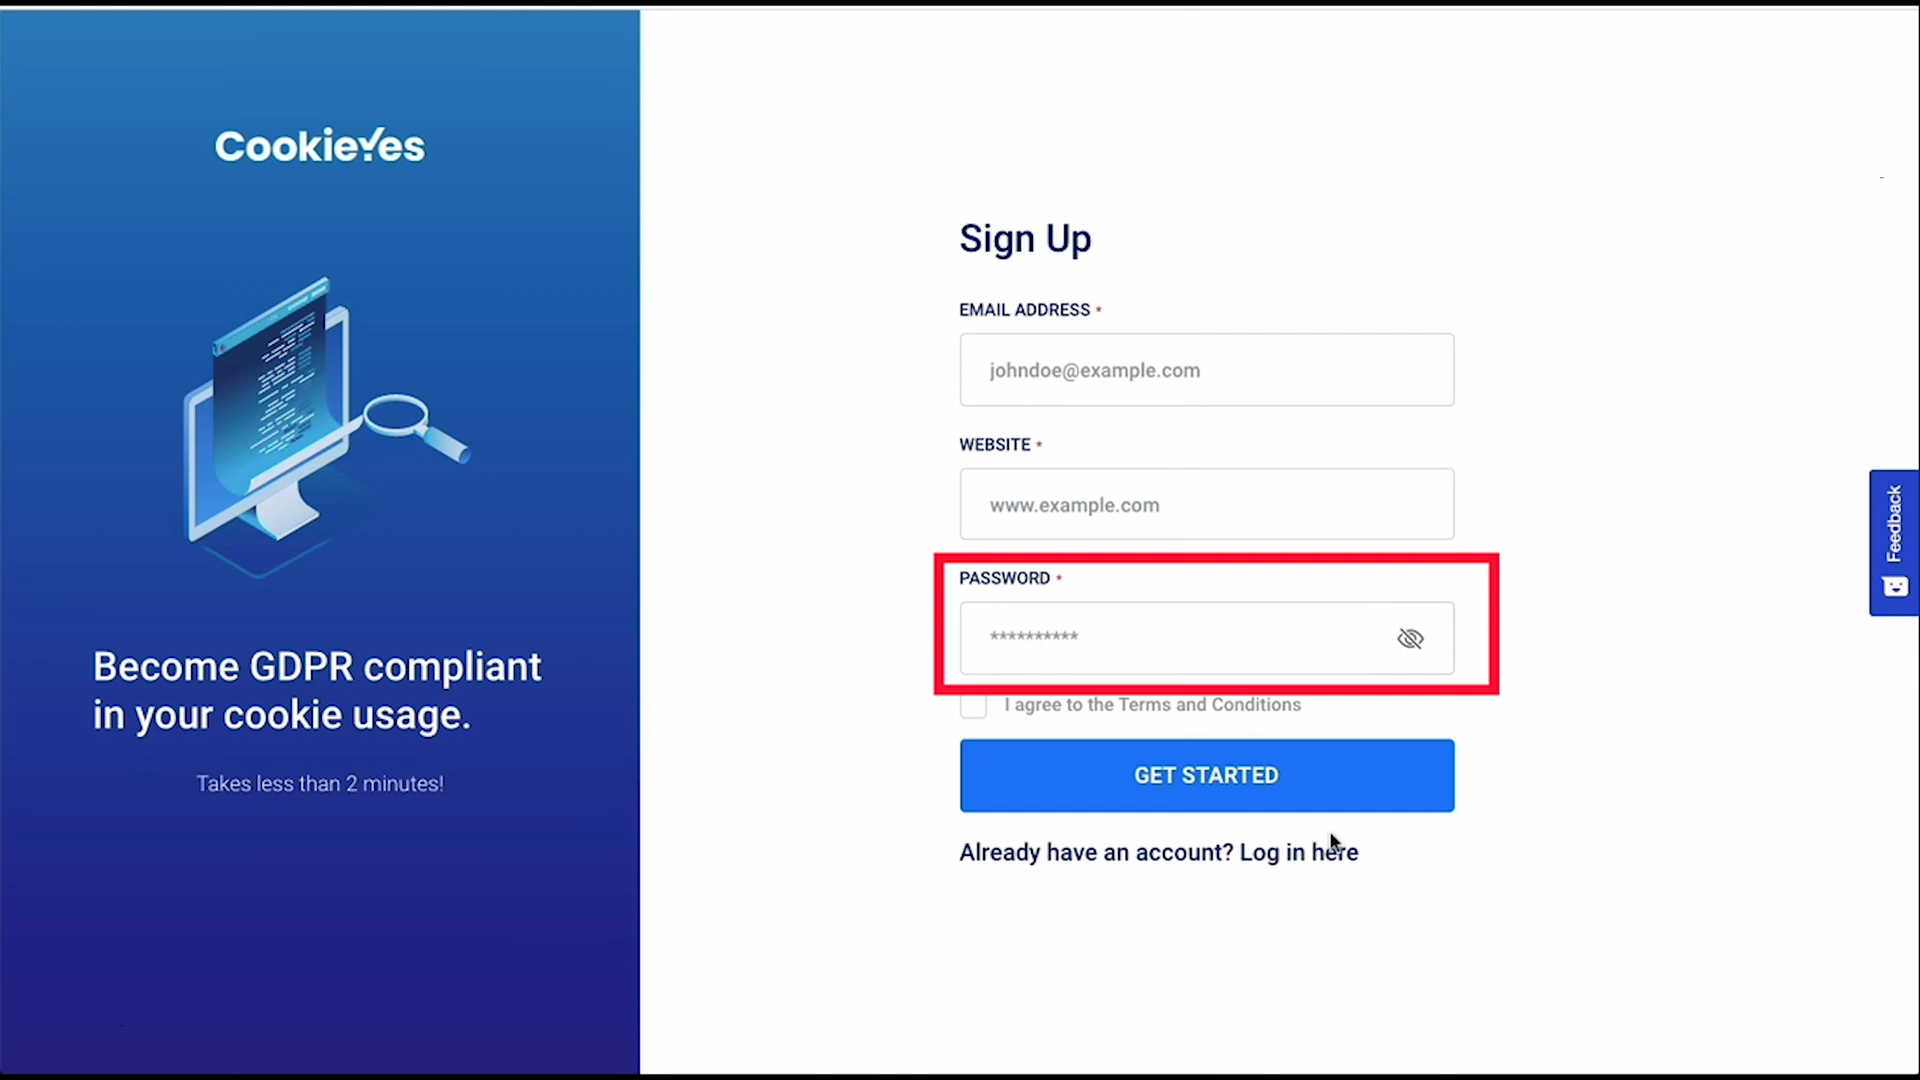 CookieYes
Become GDPR compliant
in your cookie usage.
Takes less than 2 minutes!
Sign Up
EMAIL ADDRESS *
johndoe@example.com
WEBSITE *
www.example.com
PASSWORD *
**********
I agree to the Terms and Conditions
GET STARTED
Already have an account? Log in here
Feedback